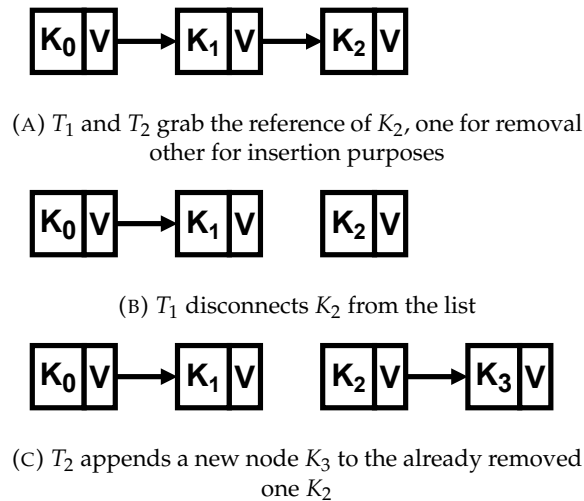 K₀ V K₁ V K₂ V
(A) T₁ and T₂ grab the reference of K₂, one for removal
other for insertion purposes
K₀ V K₁ V K₂ V
(B) T₁ disconnects K₂ from the list
K₀ V K₁ V K₂ V K₃ V
(C) T₂ appends a new node K₃ to the already removed
one K₂